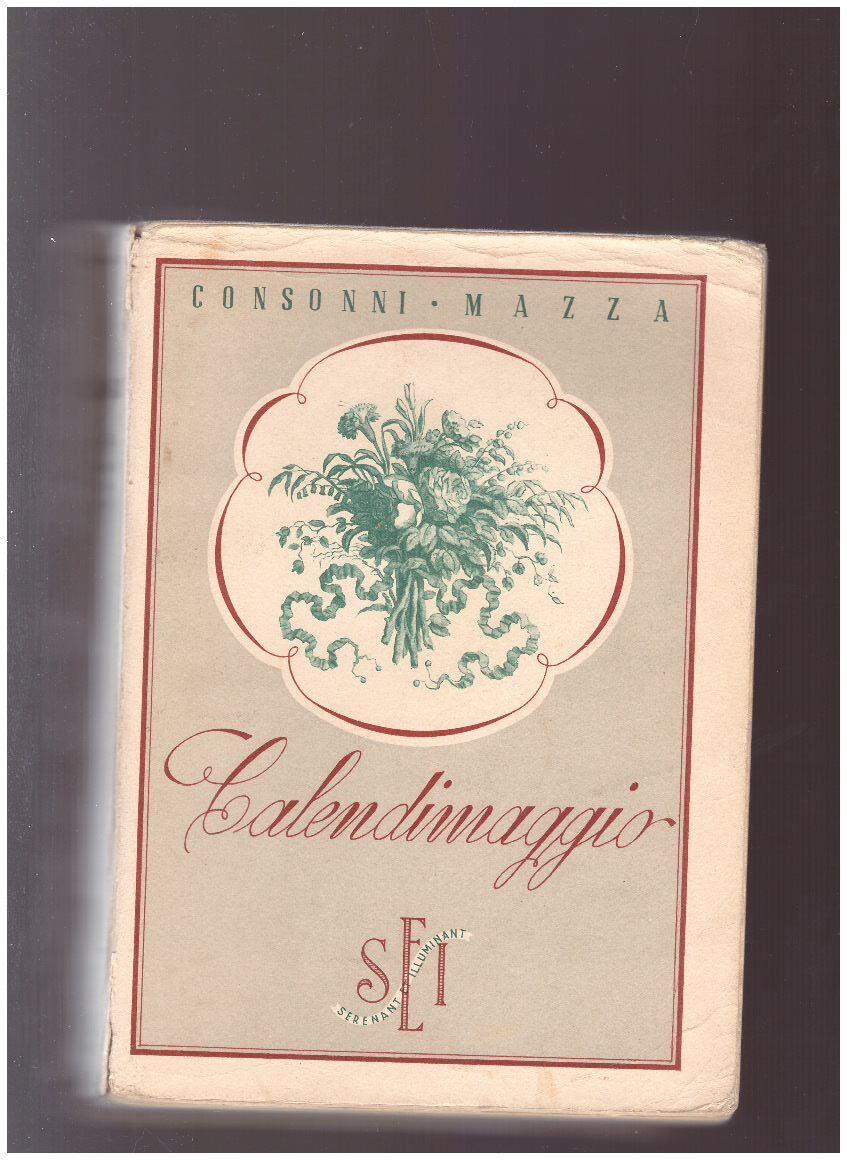 CONSONNI · MAZZA
Calendimaggio
SEI
SERENANT ET ILLUMINANT